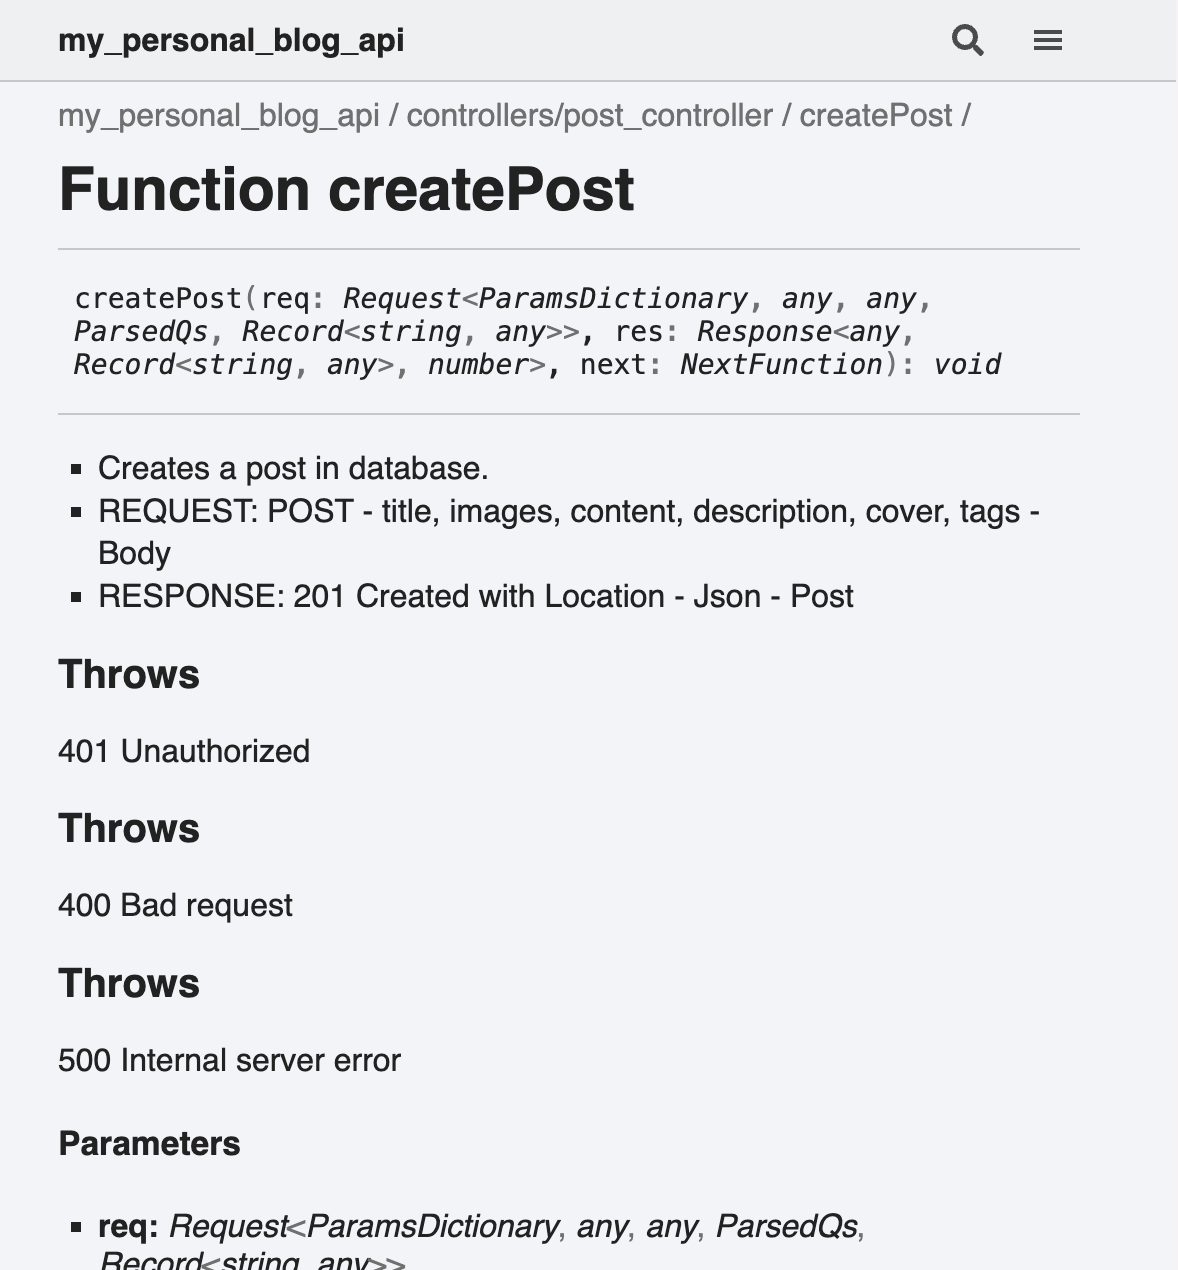 my_personal_blog_api
my_personal_blog_api / controllers/post_controller / createPost /
Function createPost
createPost(req: Request<ParamsDictionary, any, any,
ParsedQs, Record<string, any>>, res: Response<any,
Record<string, any>, number>, next: NextFunction): void
Creates a post in database.
REQUEST: POST - title, images, content, description, cover, tags -
Body
RESPONSE: 201 Created with Location - Json - Post
Throws
401 Unauthorized
Throws
400 Bad request
Throws
500 Internal server error
Parameters
req: Request<ParamsDictionary, any, any, ParsedQs,
Record<string, any>>